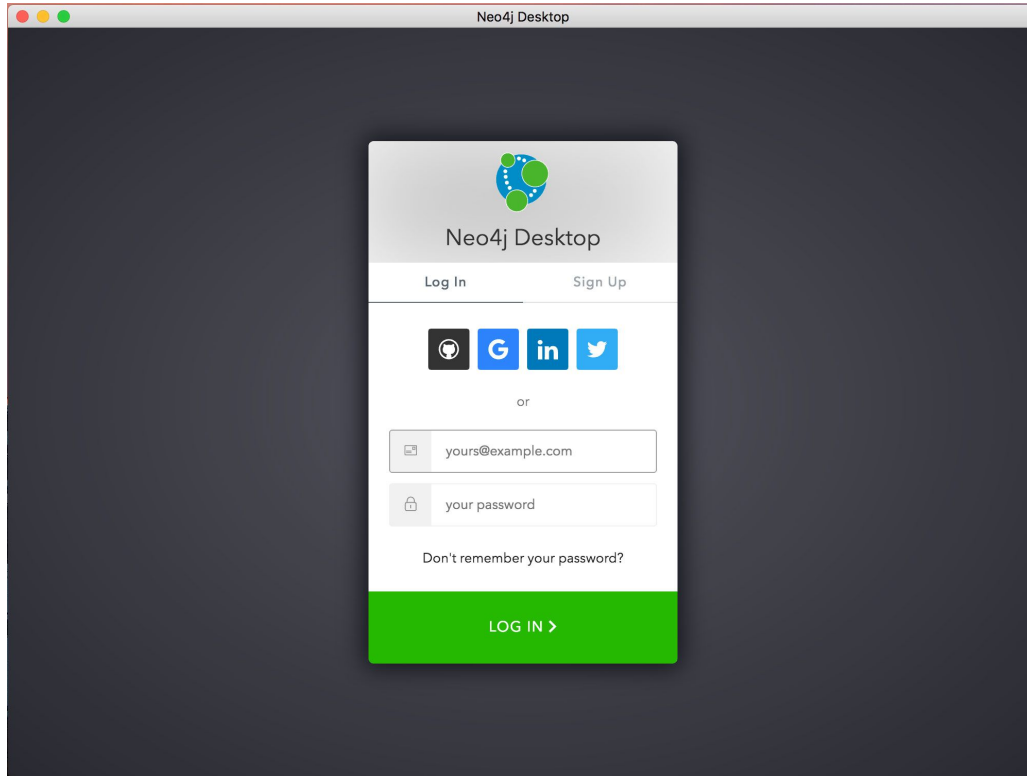 Neo4j Desktop
Neo4j Desktop
Log In Sign Up
G in
or
yours@example.com
your password
Don't remember your password?
LOG IN >